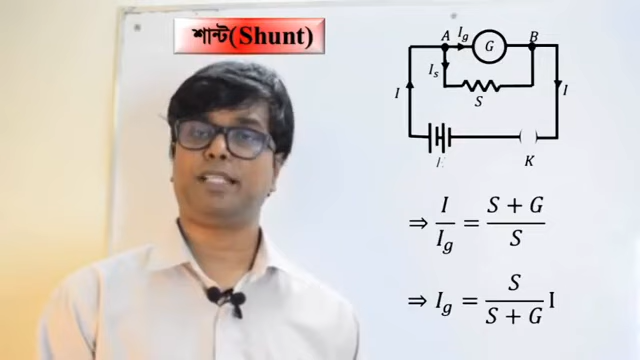 শান্ট(Shunt)
A I_g G B
I_s
I S I
E K
⇒ I/I_g = (S + G)/S
⇒ I_g = S/(S + G) I